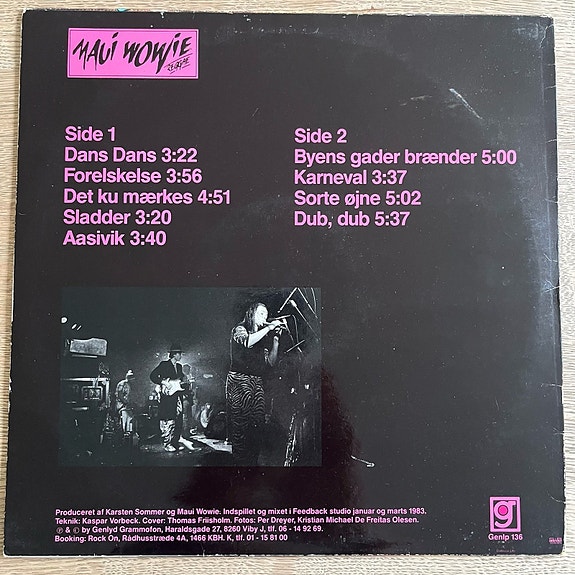 MAUI WOWIE
REGGAE
Side 1
Dans Dans 3:22
Forelskelse 3:56
Det ku mærkes 4:51
Sladder 3:20
Aasivik 3:40
Side 2
Byens gader brænder 5:00
Karneval 3:37
Sorte øjne 5:02
Dub, dub 5:37
Produceret af Karsten Sommer og Maui Wowie. Indspillet og mixet i Feedback studio januar og marts 1983.
Teknik: Kaspar Vorbeck. Cover: Thomas Friisholm. Fotos: Per Dreyer, Kristian Michael De Freitas Olesen.
℗ & © by Genlyd Grammofon, Haraldsgade 27, 8260 Viby J, tlf. 06 - 14 92 69.
Booking: Rock On, Rådhusstræde 4A, 1466 KBH. K, tlf. 01 - 15 81 00
g
Genlp 136